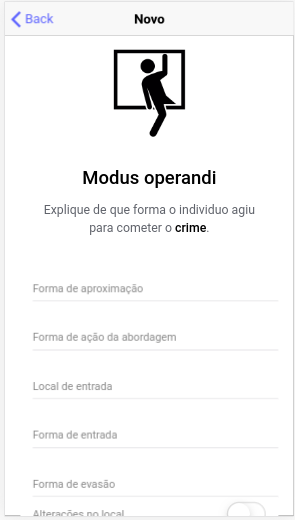 Back
Novo
Modus operandi
Explique de que forma o individuo agiu
para cometer o crime.
Forma de aproximação
Forma de ação da abordagem
Local de entrada
Forma de entrada
Forma de evasão
Alterações no local